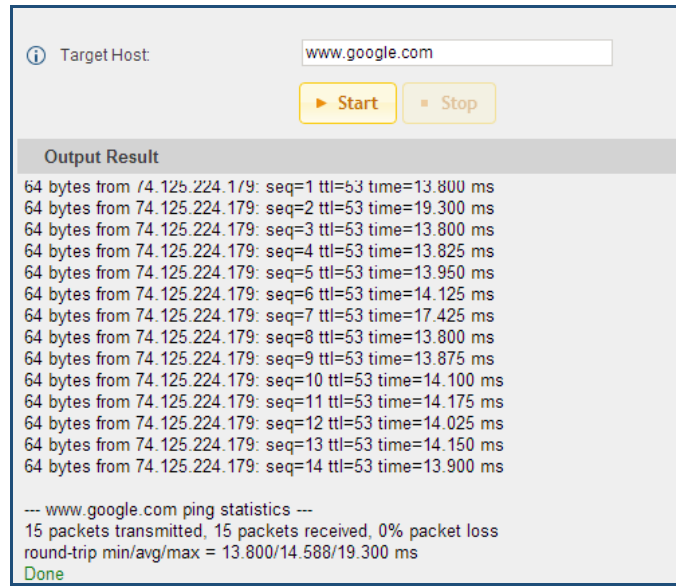 Target Host:
www.google.com
Start
Stop
Output Result
64 bytes from 74.125.224.179: seq=1 ttl=53 time=13.800 ms
64 bytes from 74.125.224.179: seq=2 ttl=53 time=19.300 ms
64 bytes from 74.125.224.179: seq=3 ttl=53 time=13.800 ms
64 bytes from 74.125.224.179: seq=4 ttl=53 time=13.825 ms
64 bytes from 74.125.224.179: seq=5 ttl=53 time=13.950 ms
64 bytes from 74.125.224.179: seq=6 ttl=53 time=14.125 ms
64 bytes from 74.125.224.179: seq=7 ttl=53 time=17.425 ms
64 bytes from 74.125.224.179: seq=8 ttl=53 time=13.800 ms
64 bytes from 74.125.224.179: seq=9 ttl=53 time=13.875 ms
64 bytes from 74.125.224.179: seq=10 ttl=53 time=14.100 ms
64 bytes from 74.125.224.179: seq=11 ttl=53 time=14.175 ms
64 bytes from 74.125.224.179: seq=12 ttl=53 time=14.025 ms
64 bytes from 74.125.224.179: seq=13 ttl=53 time=14.150 ms
64 bytes from 74.125.224.179: seq=14 ttl=53 time=13.900 ms
--- www.google.com ping statistics ---
15 packets transmitted, 15 packets received, 0% packet loss
round-trip min/avg/max = 13.800/14.588/19.300 ms
Done